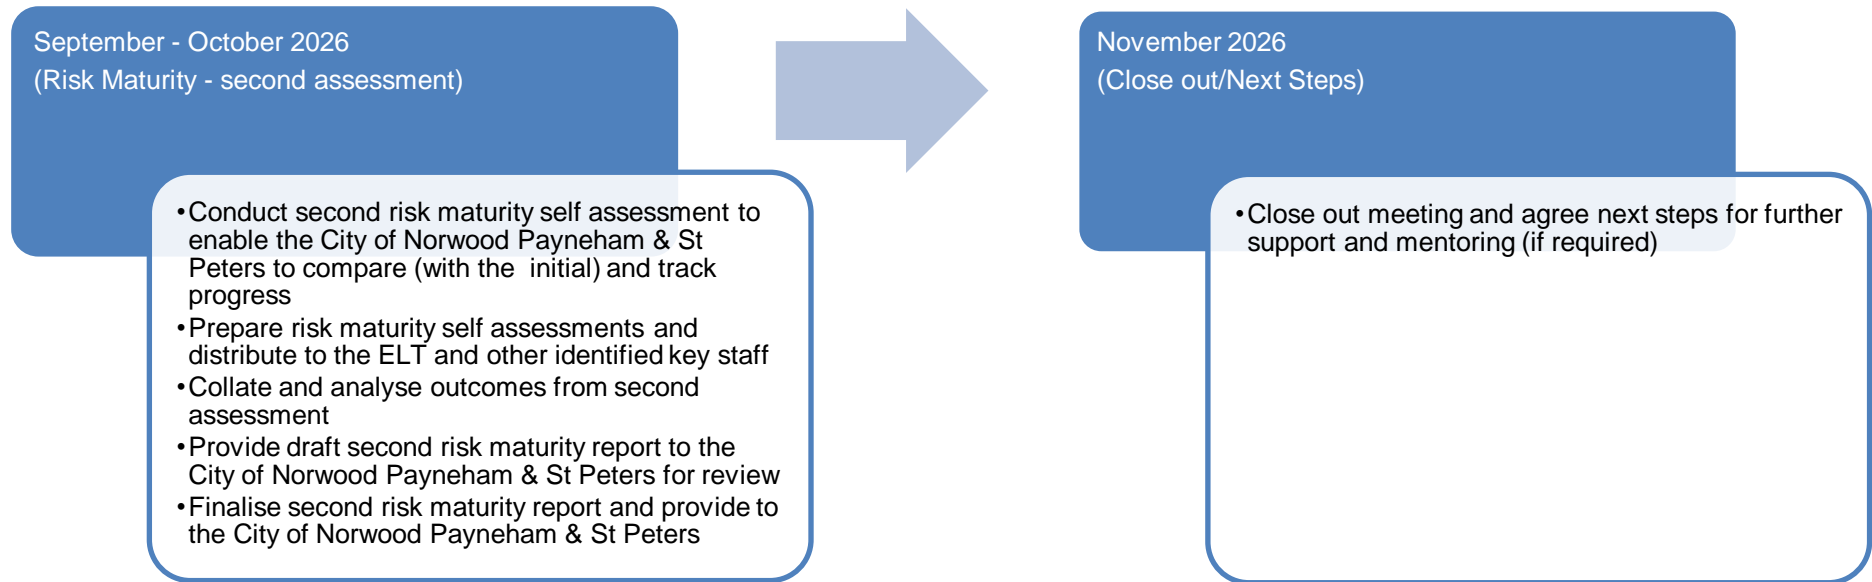 September - October 2026
(Risk Maturity - second assessment)
•Conduct second risk maturity self assessment to
enable the City of Norwood Payneham & St
Peters to compare (with the  initial) and track
progress
•Prepare risk maturity self assessments and
distribute to the ELT and other identified key staff
•Collate and analyse outcomes from second
assessment
•Provide draft second risk maturity report to the
City of Norwood Payneham & St Peters for review
•Finalise second risk maturity report and provide to
the City of Norwood Payneham & St Peters
November 2026
(Close out/Next Steps)
•Close out meeting and agree next steps for further
support and mentoring (if required)